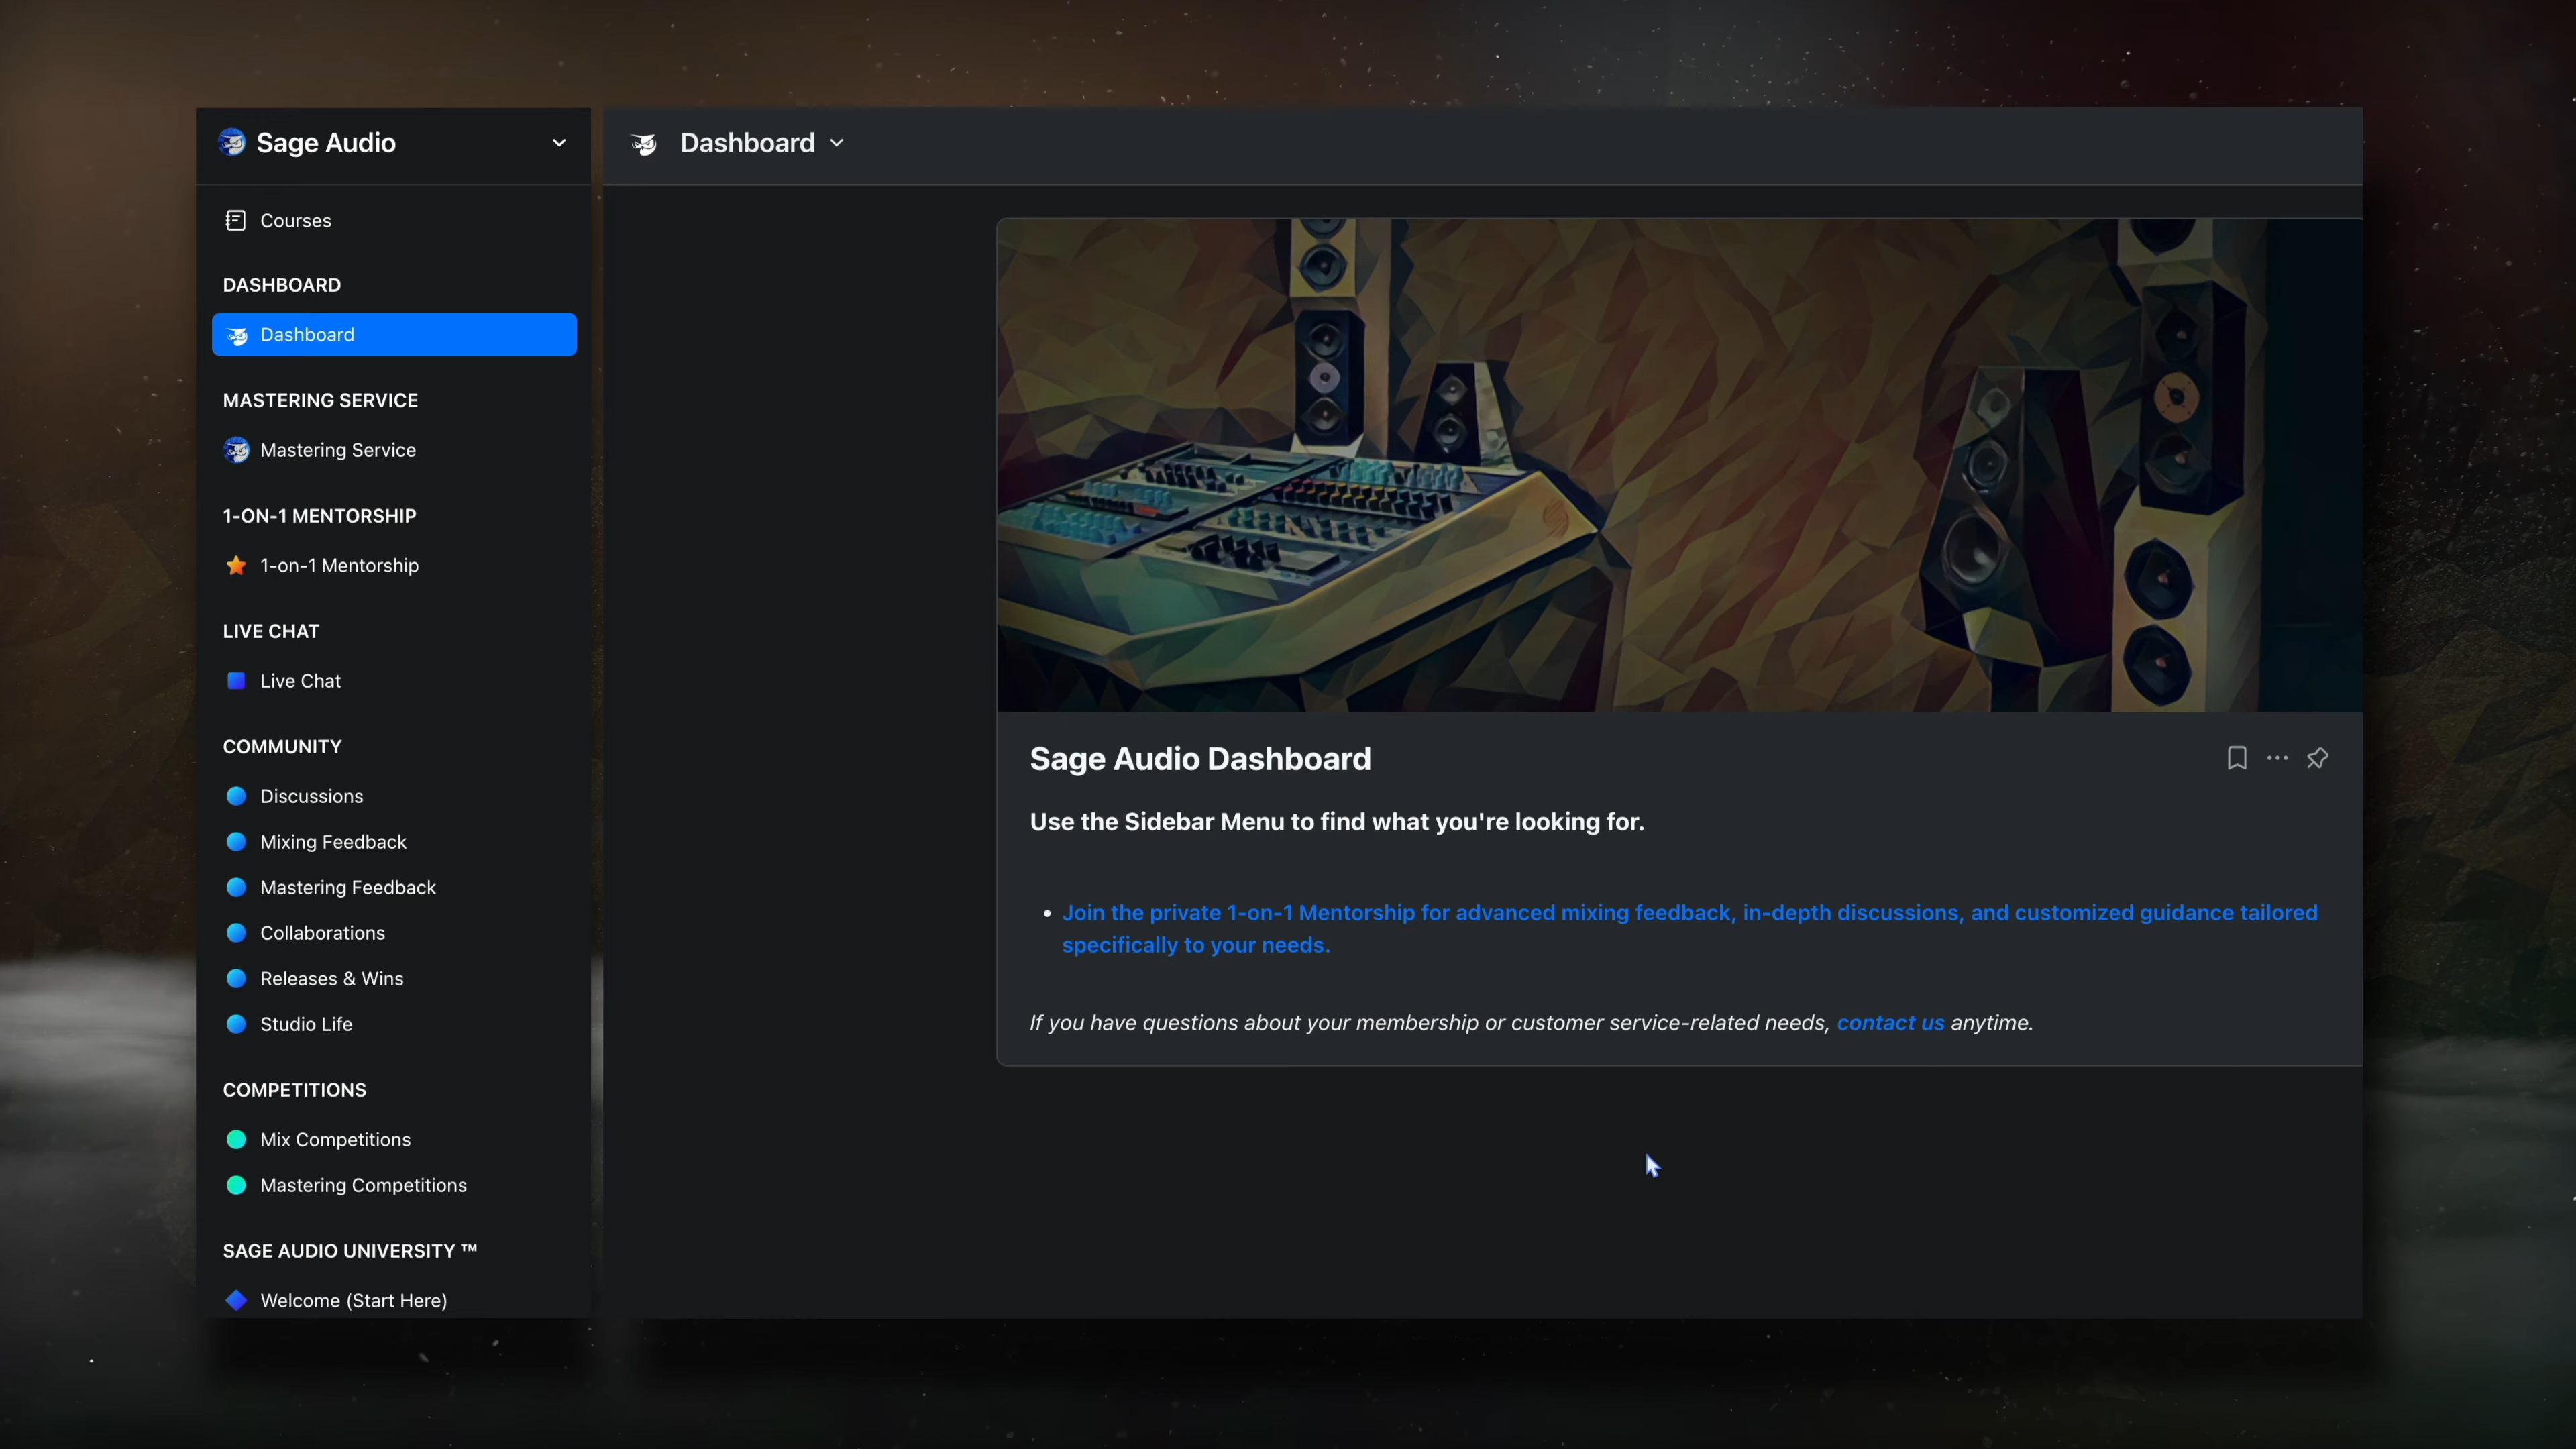 Sage Audio
Courses
DASHBOARD
Dashboard
MASTERING SERVICE
Mastering Service
1-ON-1 MENTORSHIP
1-on-1 Mentorship
LIVE CHAT
Live Chat
COMMUNITY
Discussions
Mixing Feedback
Mastering Feedback
Collaborations
Releases & Wins
Studio Life
COMPETITIONS
Mix Competitions
Mastering Competitions
SAGE AUDIO UNIVERSITY ™
Welcome (Start Here)
Dashboard
Sage Audio Dashboard
Use the Sidebar Menu to find what you're looking for.
• Join the private 1-on-1 Mentorship for advanced mixing feedback, in-depth discussions, and customized guidance tailored
specifically to your needs.
If you have questions about your membership or customer service-related needs, contact us anytime.